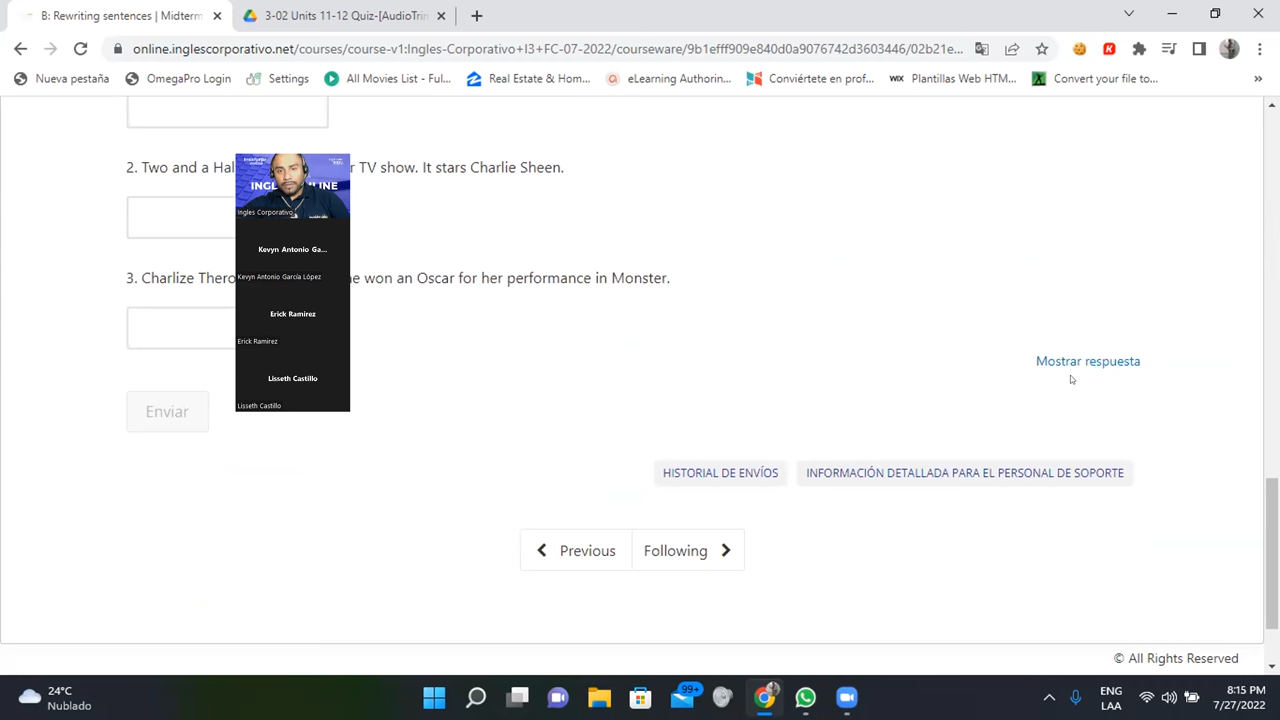 B: Rewriting sentences | Midterm
3-02 Units 11-12 Quiz-[AudioTrin
online.inglescorporativo.net/courses/course-v1:Ingles-Corporativo+I3+FC-07-2022/courseware/9b1efff909e840d0a9076742d3603446/02b21e...
Nueva pestaña
OmegaPro Login
Settings
All Movies List - Ful...
Real Estate & Hom...
eLearning Authorin...
Conviértete en prof...
WIX Plantillas Web HTM...
Convert your file to...
2. Two and a Hal
r TV show. It stars Charlie Sheen.
INGL
LINE
Ingles Corporativo
Kevyn Antonio Ga...
Kevyn Antonio García López
3. Charlize Thero
ne won an Oscar for her performance in Monster.
Erick Ramirez
Erick Ramirez
Mostrar respuesta
Lisseth Castillo
Lisseth Castillo
Enviar
HISTORIAL DE ENVÍOS
INFORMACIÓN DETALLADA PARA EL PERSONAL DE SOPORTE
Previous
Following
© All Rights Reserved
24°C
Nublado
99+
ENG
LAA
8:15 PM
7/27/2022